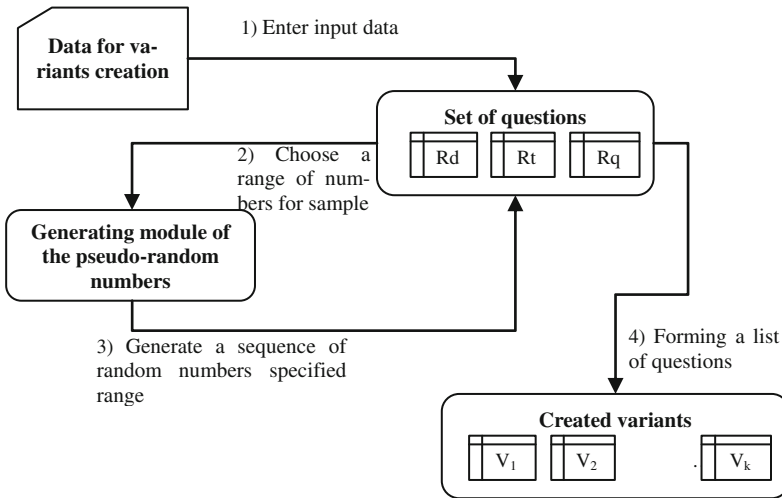 1) Enter input data
Data for va-
riants creation
Set of questions
Rd Rt Rq
2) Choose a
range of num-
bers for sample
Generating module of
the pseudo-random
numbers
3) Generate a sequence of
random numbers specified
range
4) Forming a list
of questions
Created variants
V1 V2 . Vk